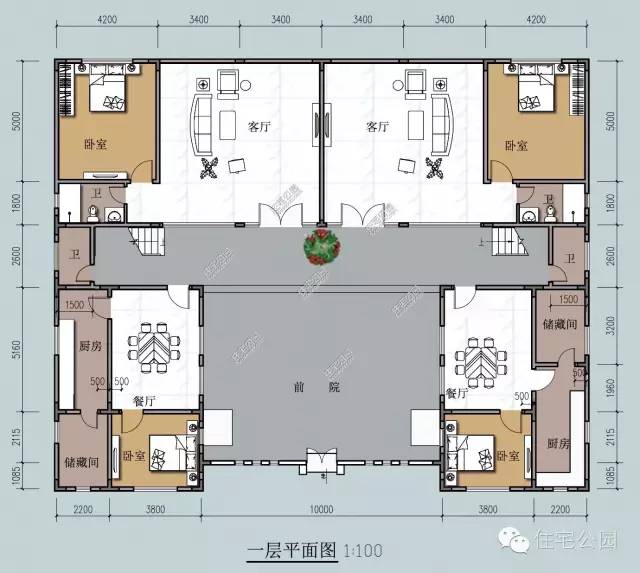 4200 3400 3400 3400 3400 4200
5000 卧室 客厅 客厅 卧室 5000
1800 卫 卫 1800
2600 卫 上 上 卫 2600
5160 1500 厨房 500 500 餐厅 前院 餐厅 500 1500 储藏间 3200
500 厨房 1960
2115 储藏间 卧室 卧室 2115
1085 1085
2200 3800 10000 3800 2200
一层平面图 1:100
住宅公园